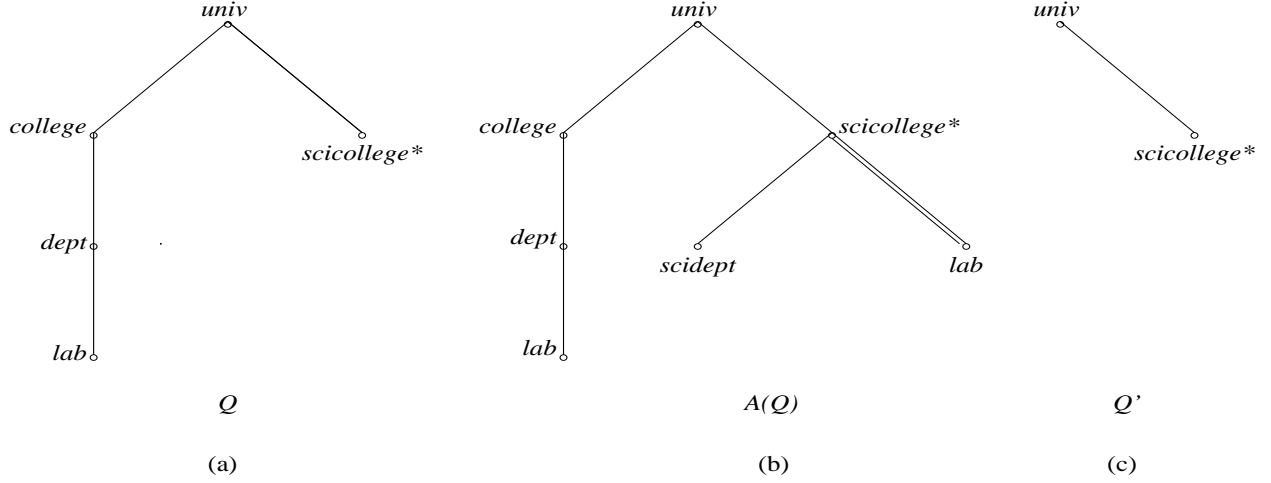 univ univ univ
college scicollege* college scicollege* scicollege*
dept dept scidept lab
lab lab
Q A(Q) Q’
(a) (b) (c)